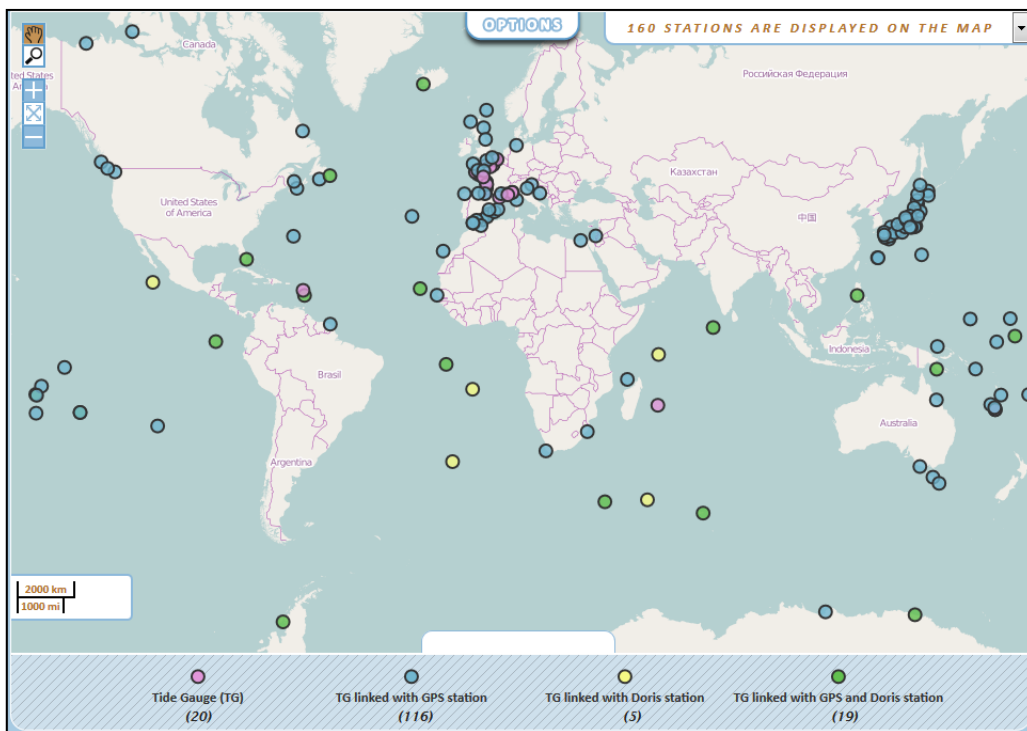 OPTIONS
160 STATIONS ARE DISPLAYED ON THE MAP
Canada
ted States
Российская Федерация
Казахстан
United States
of America
中国
Indonesia
Brasil
Australia
Argentina
2000 km
1000 mi
Tide Gauge (TG)
(20)
TG linked with GPS station
(116)
TG linked with Doris station
(5)
TG linked with GPS and Doris station
(19)